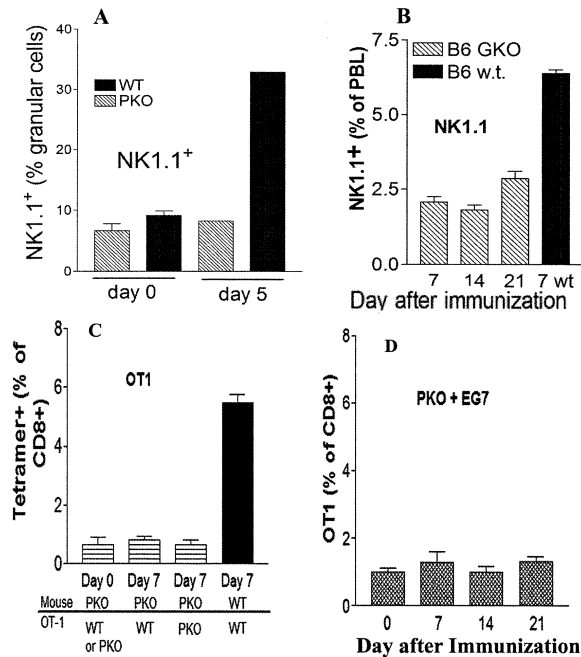 A
NK1.1+ (% granular cells)
40
30
20
10
0
WT
PKO
NK1.1+
day 0
day 5
B
NK1.1+ (% of PBL)
7.5
5.0
2.5
0.0
B6 GKO
B6 w.t.
NK1.1
7 14 21 7 wt
Day after immunization
C
Tetramer+ (% of
CD8+)
8
6
4
2
0
OT1
Day 0 Day 7 Day 7 Day 7
Mouse PKO PKO PKO WT
OT-1 WT WT PKO WT
or PKO
D
OT1 (% of CD8+)
8
6
4
2
0
PKO + EG7
0 7 14 21
Day after Immunization